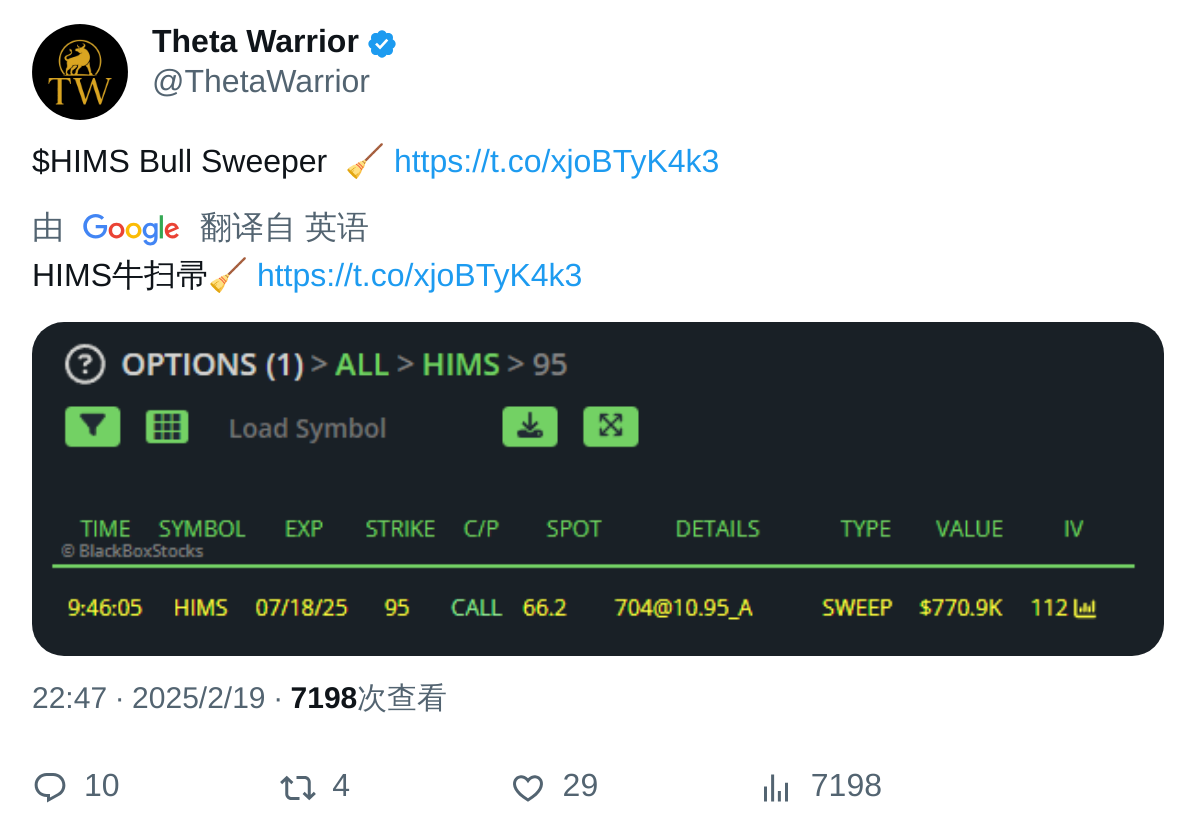 TW
Theta Warrior
@ThetaWarrior
$HIMS Bull Sweeper 🧹 https://t.co/xjoBTyK4k3
由 Google 翻译自 英语
HIMS牛扫帚🧹 https://t.co/xjoBTyK4k3
? OPTIONS (1) > ALL > HIMS > 95
Load Symbol
TIME SYMBOL EXP STRIKE C/P SPOT DETAILS TYPE VALUE IV
© BlackBoxStocks
9:46:05 HIMS 07/18/25 95 CALL 66.2 704@10.95_A SWEEP $770.9K 112
22:47 · 2025/2/19 · 7198次查看
10 4 29 7198